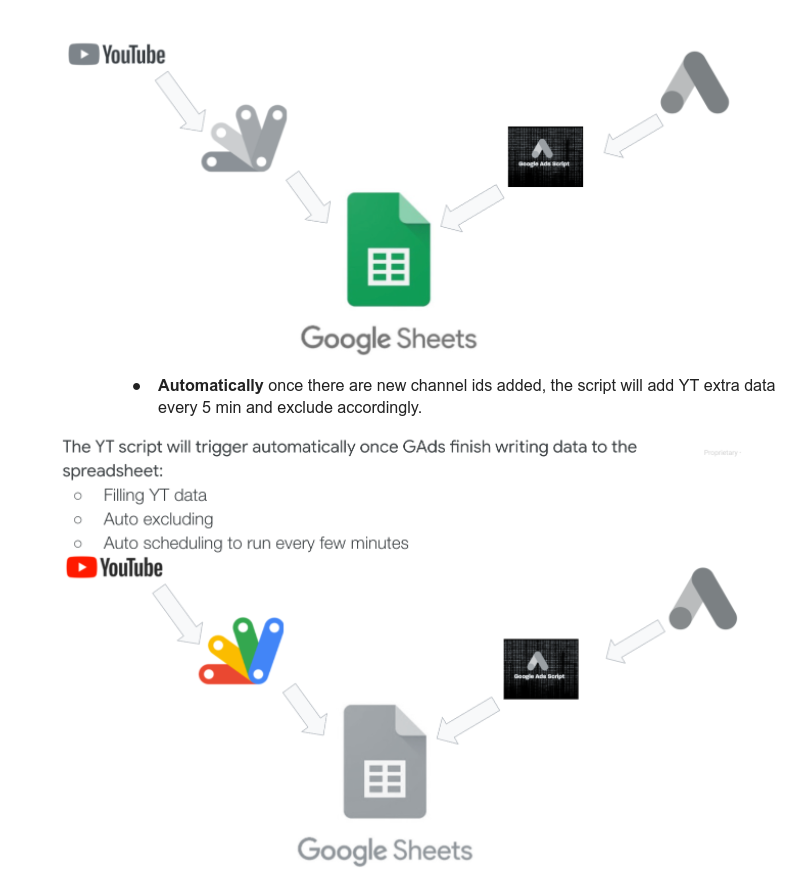 YouTube
Google Ads Script
Google Sheets
● Automatically once there are new channel ids added, the script will add YT extra data
every 5 min and exclude accordingly.
The YT script will trigger automatically once GAds finish writing data to the
spreadsheet:
Proprietary
○ Filling YT data
○ Auto excluding
○ Auto scheduling to run every few minutes
YouTube
Google Ads Script
Google Sheets